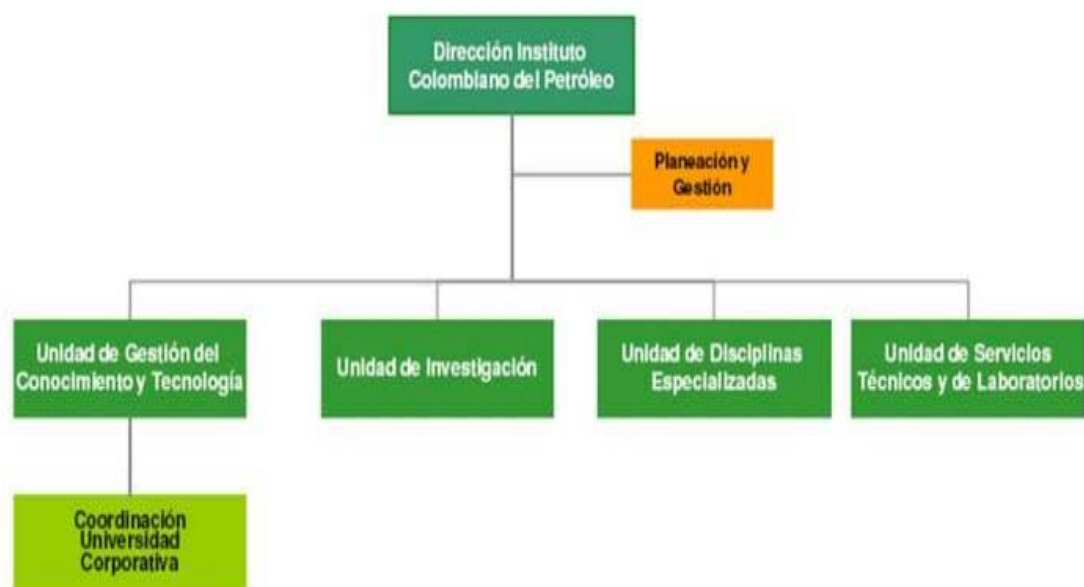 Dirección Instituto
Colombiano del Petróleo
Planeación y
Gestión
Unidad de Gestión del
Conocimiento y Tecnología
Unidad de Investigación
Unidad de Disciplinas
Especializadas
Unidad de Servicios
Técnicos y de Laboratorios
Coordinación
Universidad
Corporativa